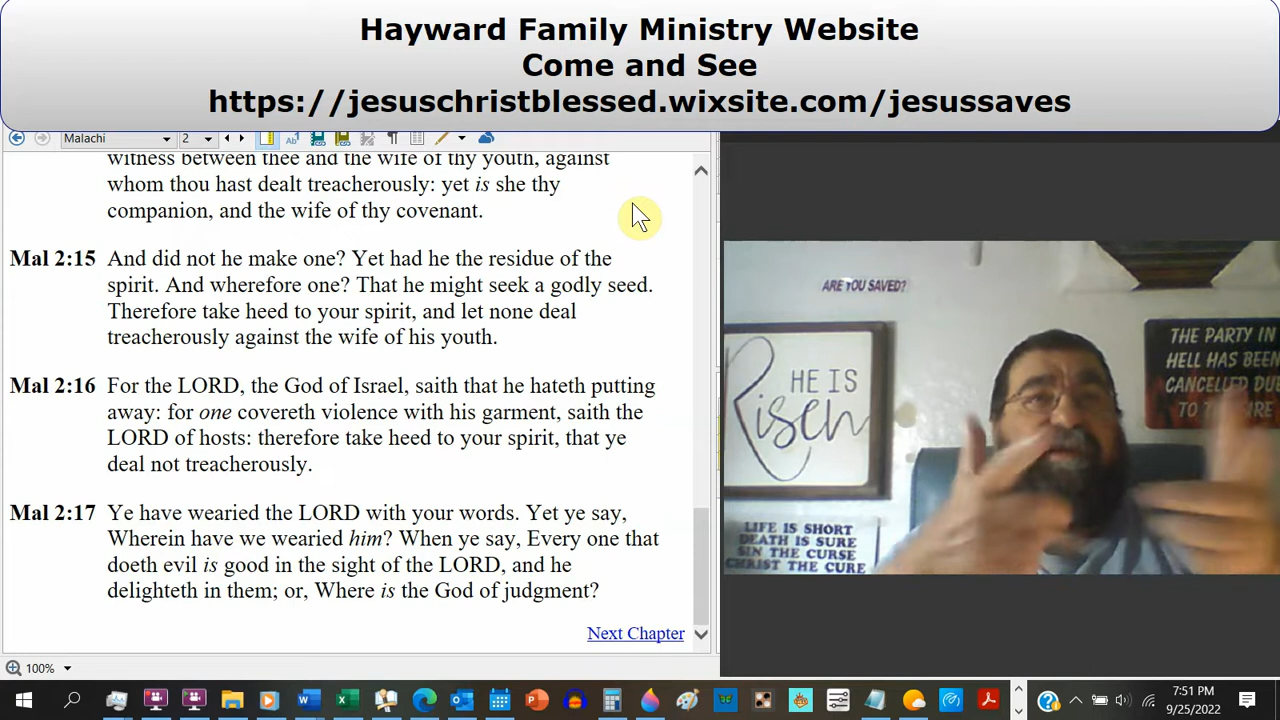 Hayward Family Ministry Website
Come and See
https://jesuschristblessed.wixsite.com/jesussaves
Malachi 2
witness between thee and the wife of thy youth, against
whom thou hast dealt treacherously: yet is she thy
companion, and the wife of thy covenant.
Mal 2:15 And did not he make one? Yet had he the residue of the
spirit. And wherefore one? That he might seek a godly seed.
Therefore take heed to your spirit, and let none deal
treacherously against the wife of his youth.
Mal 2:16 For the LORD, the God of Israel, saith that he hateth putting
away: for one covereth violence with his garment, saith the
LORD of hosts: therefore take heed to your spirit, that ye
deal not treacherously.
Mal 2:17 Ye have wearied the LORD with your words. Yet ye say,
Wherein have we wearied him? When ye say, Every one that
doeth evil is good in the sight of the LORD, and he
delighteth in them; or, Where is the God of judgment?
Next Chapter
100%
ARE YOU SAVED?
HE IS
Risen
THE PARTY IN
HELL HAS BEEN
CANCELLED DUE
TO
LIFE IS SHORT
DEATH IS SURE
SIN THE CURSE
CHRIST THE CURE
7:51 PM
9/25/2022